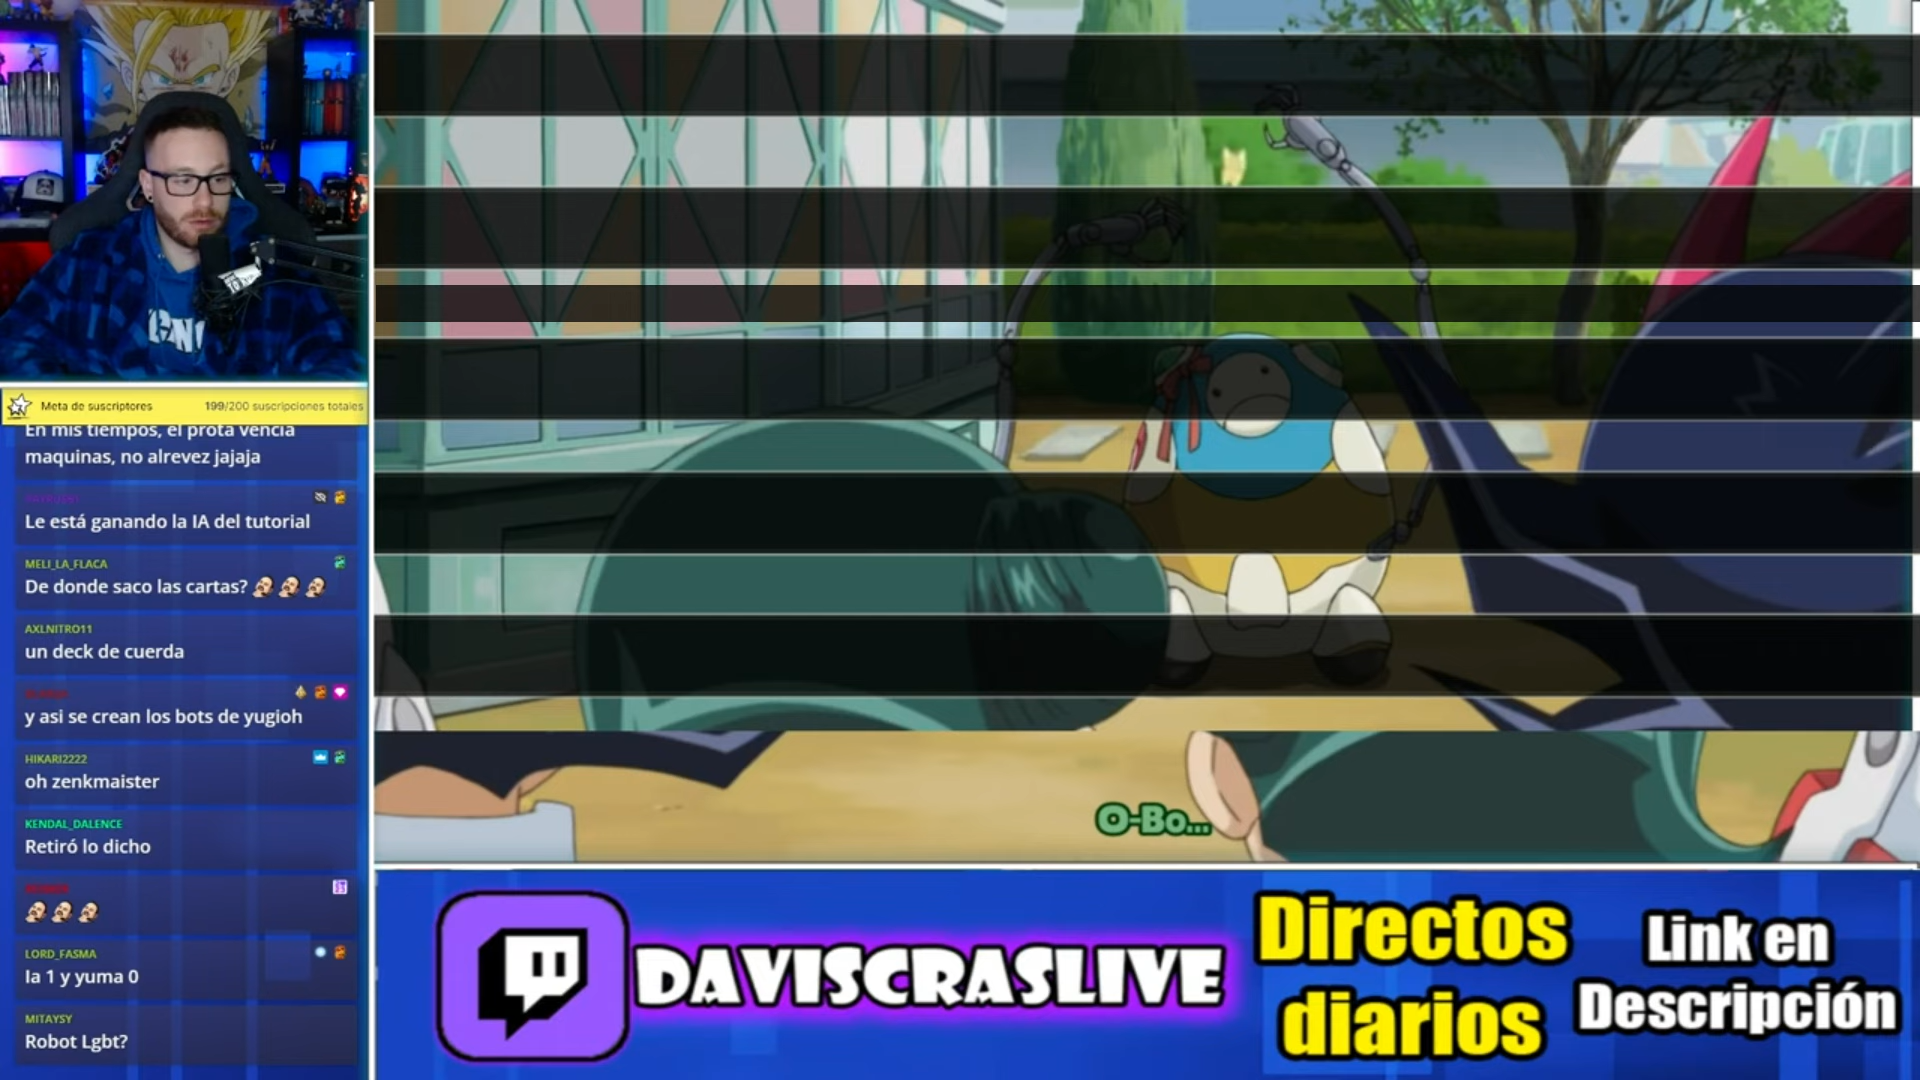 Meta de suscriptores 199/200 suscripciones totales
En mis tiempos, el prota vencia
maquinas, no alrevez jajaja
Le está ganando la IA del tutorial
MELI_LA_FLACA
De donde saco las cartas?
AXLNITRO11
un deck de cuerda
y asi se crean los bots de yugioh
HIKARI2222
oh zenkmaister
KENDAL_DALENCE
Retiró lo dicho
LORD_FASMA
Ia 1 y yuma 0
MITAYSY
Robot Lgbt?
O-Bo...
DAVISCRASLIVE
Directos
diarios
Link en
Descripción